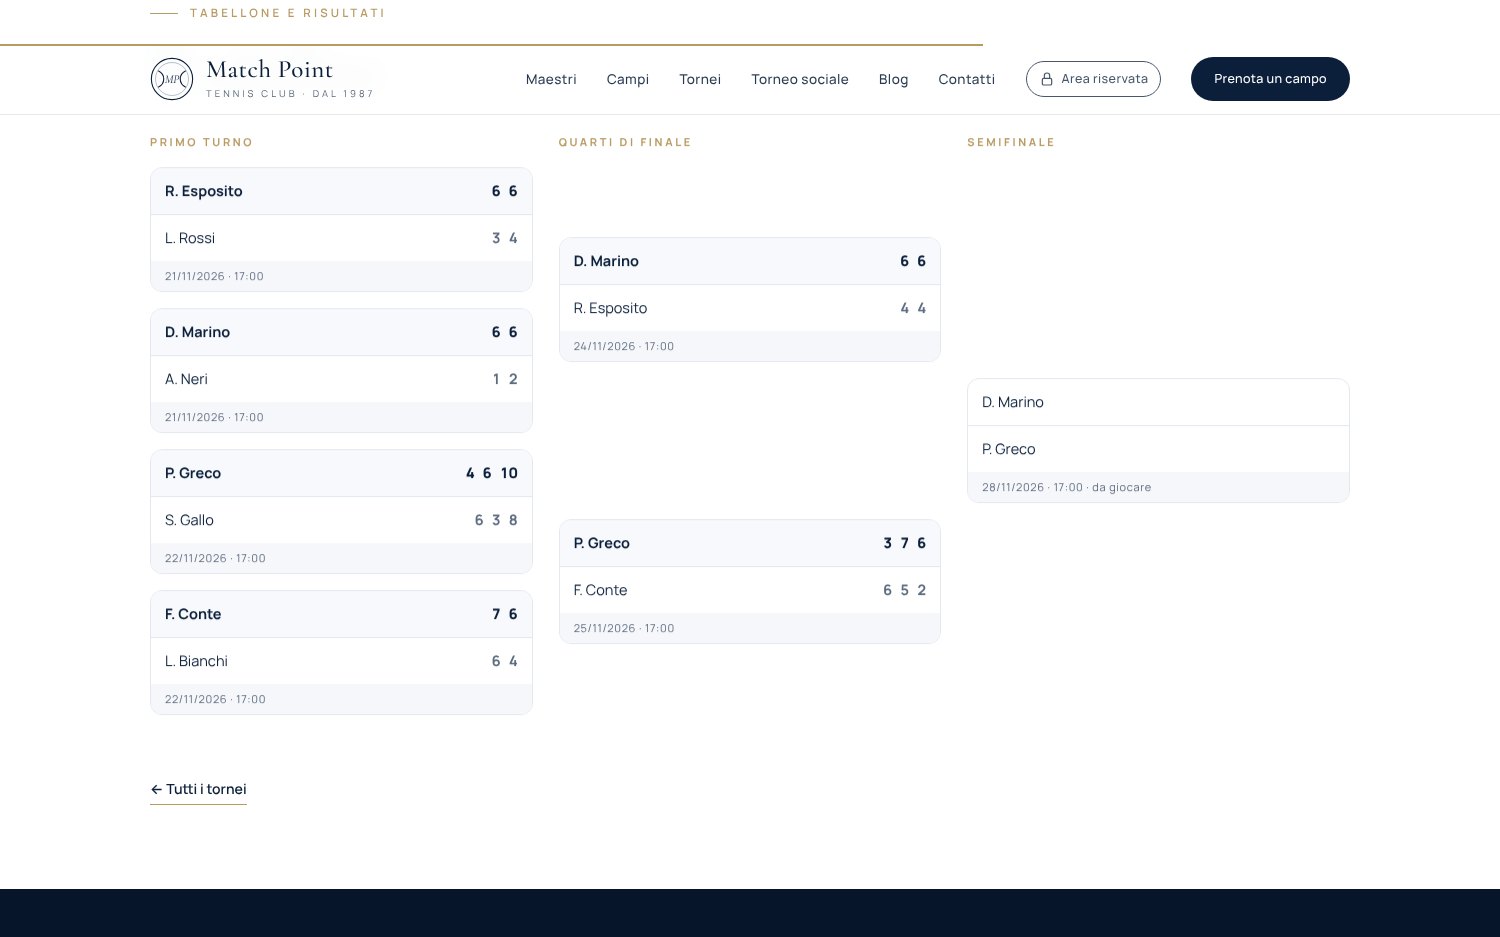 TABELLONE E RISULTATI
MP
Match Point
TENNIS CLUB · DAL 1987
Maestri
Campi
Tornei
Torneo sociale
Blog
Contatti
Area riservata
Prenota un campo
PRIMO TURNO
R. Esposito 6 6
L. Rossi 3 4
21/11/2026 · 17:00
D. Marino 6 6
A. Neri 1 2
21/11/2026 · 17:00
P. Greco 4 6 10
S. Gallo 6 3 8
22/11/2026 · 17:00
F. Conte 7 6
L. Bianchi 6 4
22/11/2026 · 17:00
QUARTI DI FINALE
D. Marino 6 6
R. Esposito 4 4
24/11/2026 · 17:00
P. Greco 3 7 6
F. Conte 6 5 2
25/11/2026 · 17:00
SEMIFINALE
D. Marino
P. Greco
28/11/2026 · 17:00 · da giocare
← Tutti i tornei